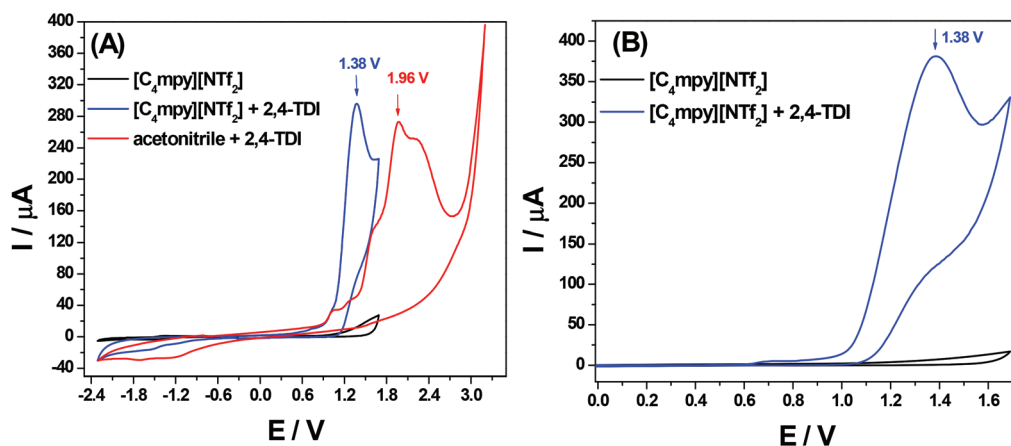 (A)
[C₄mpy][NTf₂]
[C₄mpy][NTf₂] + 2,4-TDI
acetonitrile + 2,4-TDI
1.38 V
1.96 V
I / μA
400
360
320
280
240
200
160
120
80
40
0
-40
-2.4 -1.8 -1.2 -0.6 0.0 0.6 1.2 1.8 2.4 3.0
E / V
(B)
[C₄mpy][NTf₂]
[C₄mpy][NTf₂] + 2,4-TDI
1.38 V
I / μA
400
350
300
250
200
150
100
50
0
0.0 0.2 0.4 0.6 0.8 1.0 1.2 1.4 1.6
E / V